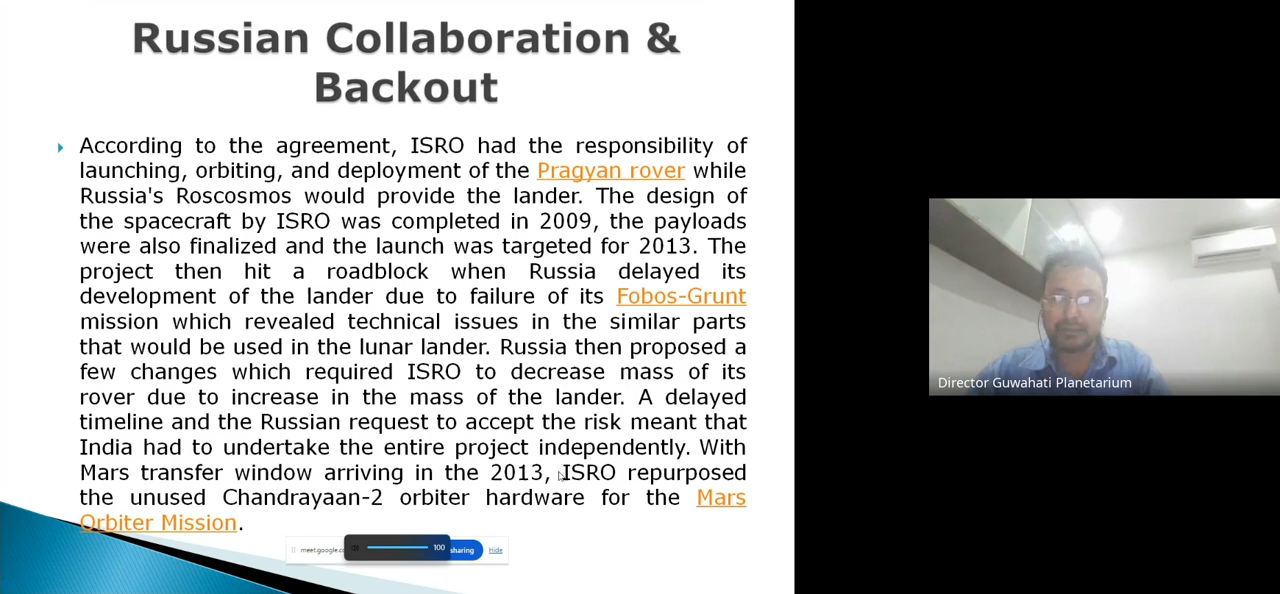 Russian Collaboration &
Backout
According to the agreement, ISRO had the responsibility of
launching, orbiting, and deployment of the Pragyan rover while
Russia's Roscosmos would provide the lander. The design of
the spacecraft by ISRO was completed in 2009, the payloads
were also finalized and the launch was targeted for 2013. The
project then hit a roadblock when Russia delayed its
development of the lander due to failure of its Fobos-Grunt
mission which revealed technical issues in the similar parts
that would be used in the lunar lander. Russia then proposed a
few changes which required ISRO to decrease mass of its
rover due to increase in the mass of the lander. A delayed
timeline and the Russian request to accept the risk meant that
India had to undertake the entire project independently. With
Mars transfer window arriving in the 2013, ISRO repurposed
the unused Chandrayaan-2 orbiter hardware for the Mars
Orbiter Mission.
meet.google.c 100 sharing Hide
Director Guwahati Planetarium